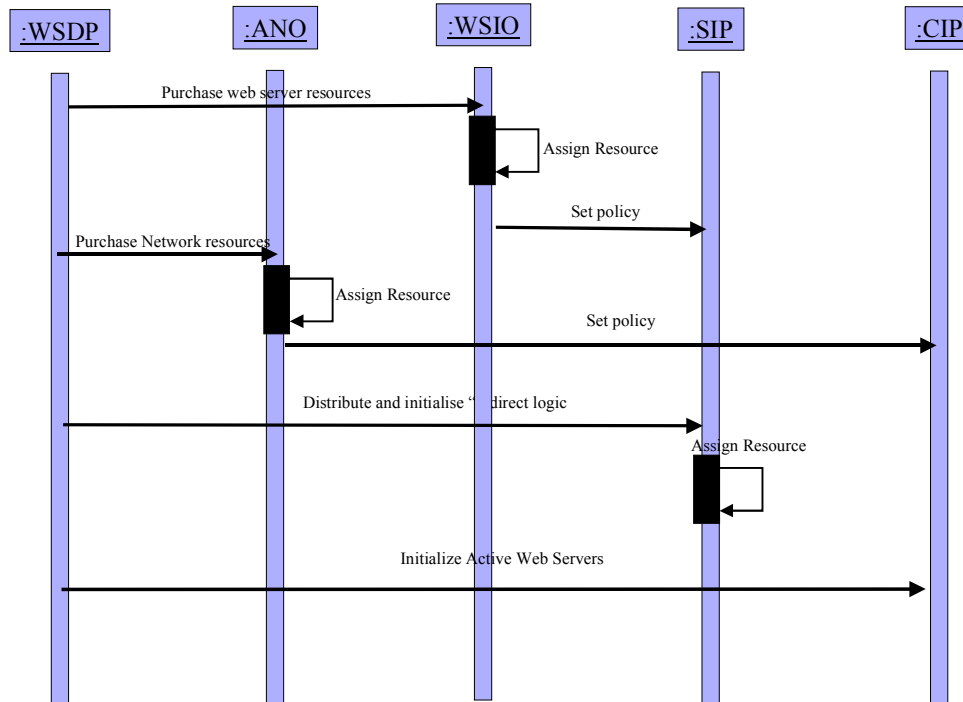 :WSDP
:ANO
:WSIO
:SIP
:CIP
Purchase web server resources
Assign Resource
Set policy
Purchase Network resources
Assign Resource
Set policy
Distribute and initialise “ direct logic
Assign Resource
Initialize Active Web Servers